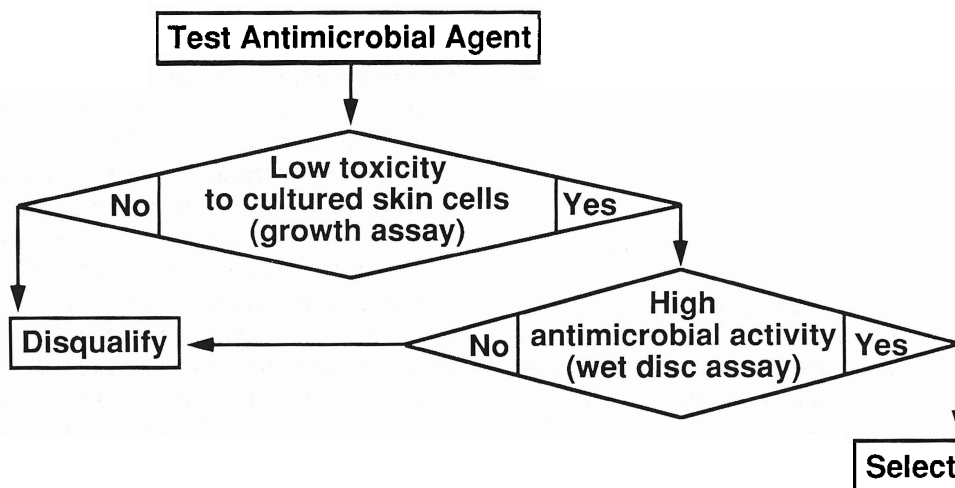 Test Antimicrobial Agent
Low toxicity
to cultured skin cells
(growth assay)
No
Yes
High
antimicrobial activity
(wet disc assay)
No
Yes
Disqualify
Select